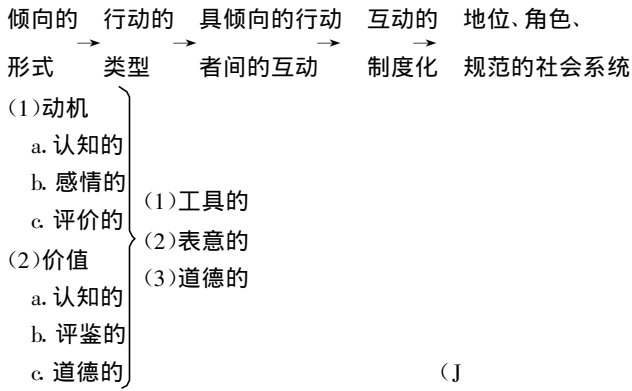 倾向的 行动的 具倾向的行动 互动的 地位、角色、
→ → → →
形式 类型 者间的互动 制度化 规范的社会系统
(1)动机
a. 认知的
b. 感情的
(1)工具的
c. 评价的
(2)表意的
(2)价值
(3)道德的
a. 认知的
b. 评鉴的
c. 道德的
(J